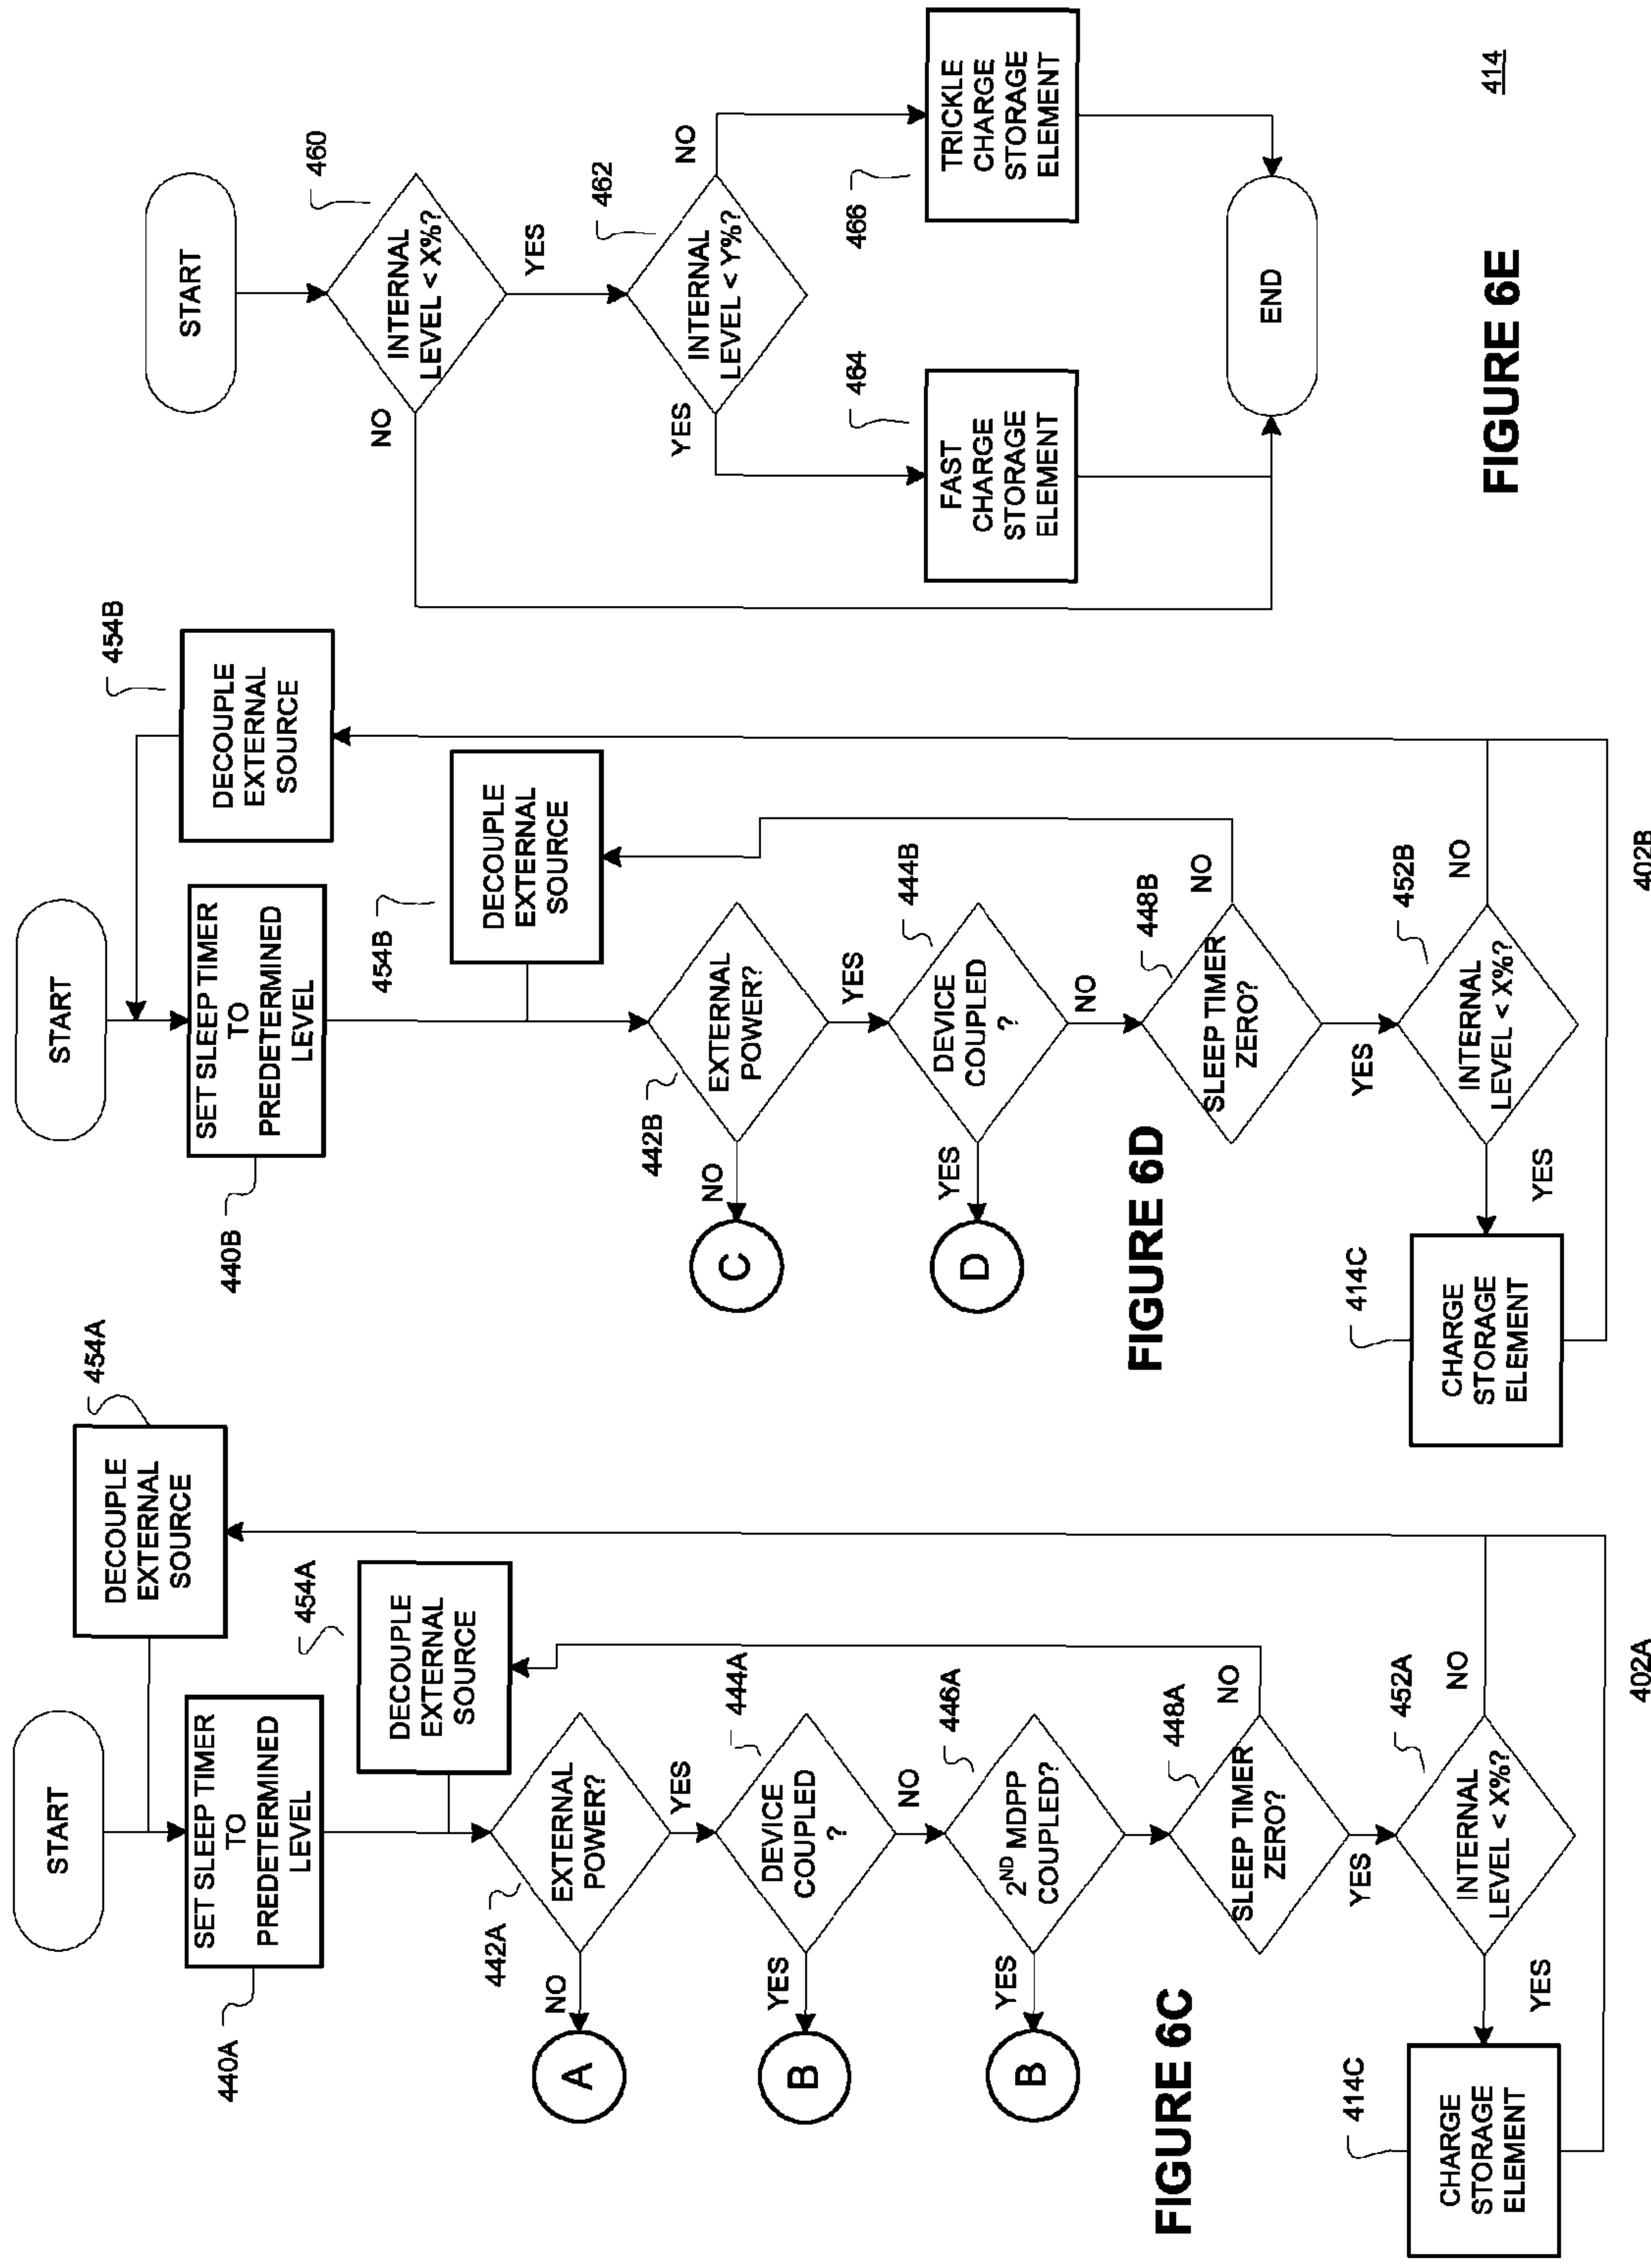 START
DECOUPLE
EXTERNAL
SOURCE
454A
SET SLEEP TIMER
TO
PREDETERMINED
LEVEL
440A
DECOUPLE
EXTERNAL
SOURCE
454A
EXTERNAL
POWER?
442A
NO
A
YES
DEVICE
COUPLED
?
444A
YES
B
NO
2ND MDPP
COUPLED?
446A
YES
B
SLEEP TIMER
ZERO?
448A
NO
YES
INTERNAL
LEVEL < X%?
452A
NO
YES
CHARGE
STORAGE
ELEMENT
414C
402A
FIGURE 6C
START
DECOUPLE
EXTERNAL
SOURCE
454B
SET SLEEP TIMER
TO
PREDETERMINED
LEVEL
440B
DECOUPLE
EXTERNAL
SOURCE
454B
EXTERNAL
POWER?
442B
NO
C
YES
DEVICE
COUPLED
?
444B
YES
D
NO
SLEEP TIMER
ZERO?
448B
NO
YES
INTERNAL
LEVEL < X%?
452B
NO
YES
CHARGE
STORAGE
ELEMENT
414C
402B
FIGURE 6D
START
INTERNAL
LEVEL < X%?
460
NO
YES
INTERNAL
LEVEL < Y%?
462
YES
NO
FAST
CHARGE
STORAGE
ELEMENT
464
TRICKLE
CHARGE
STORAGE
ELEMENT
466
END
414
FIGURE 6E